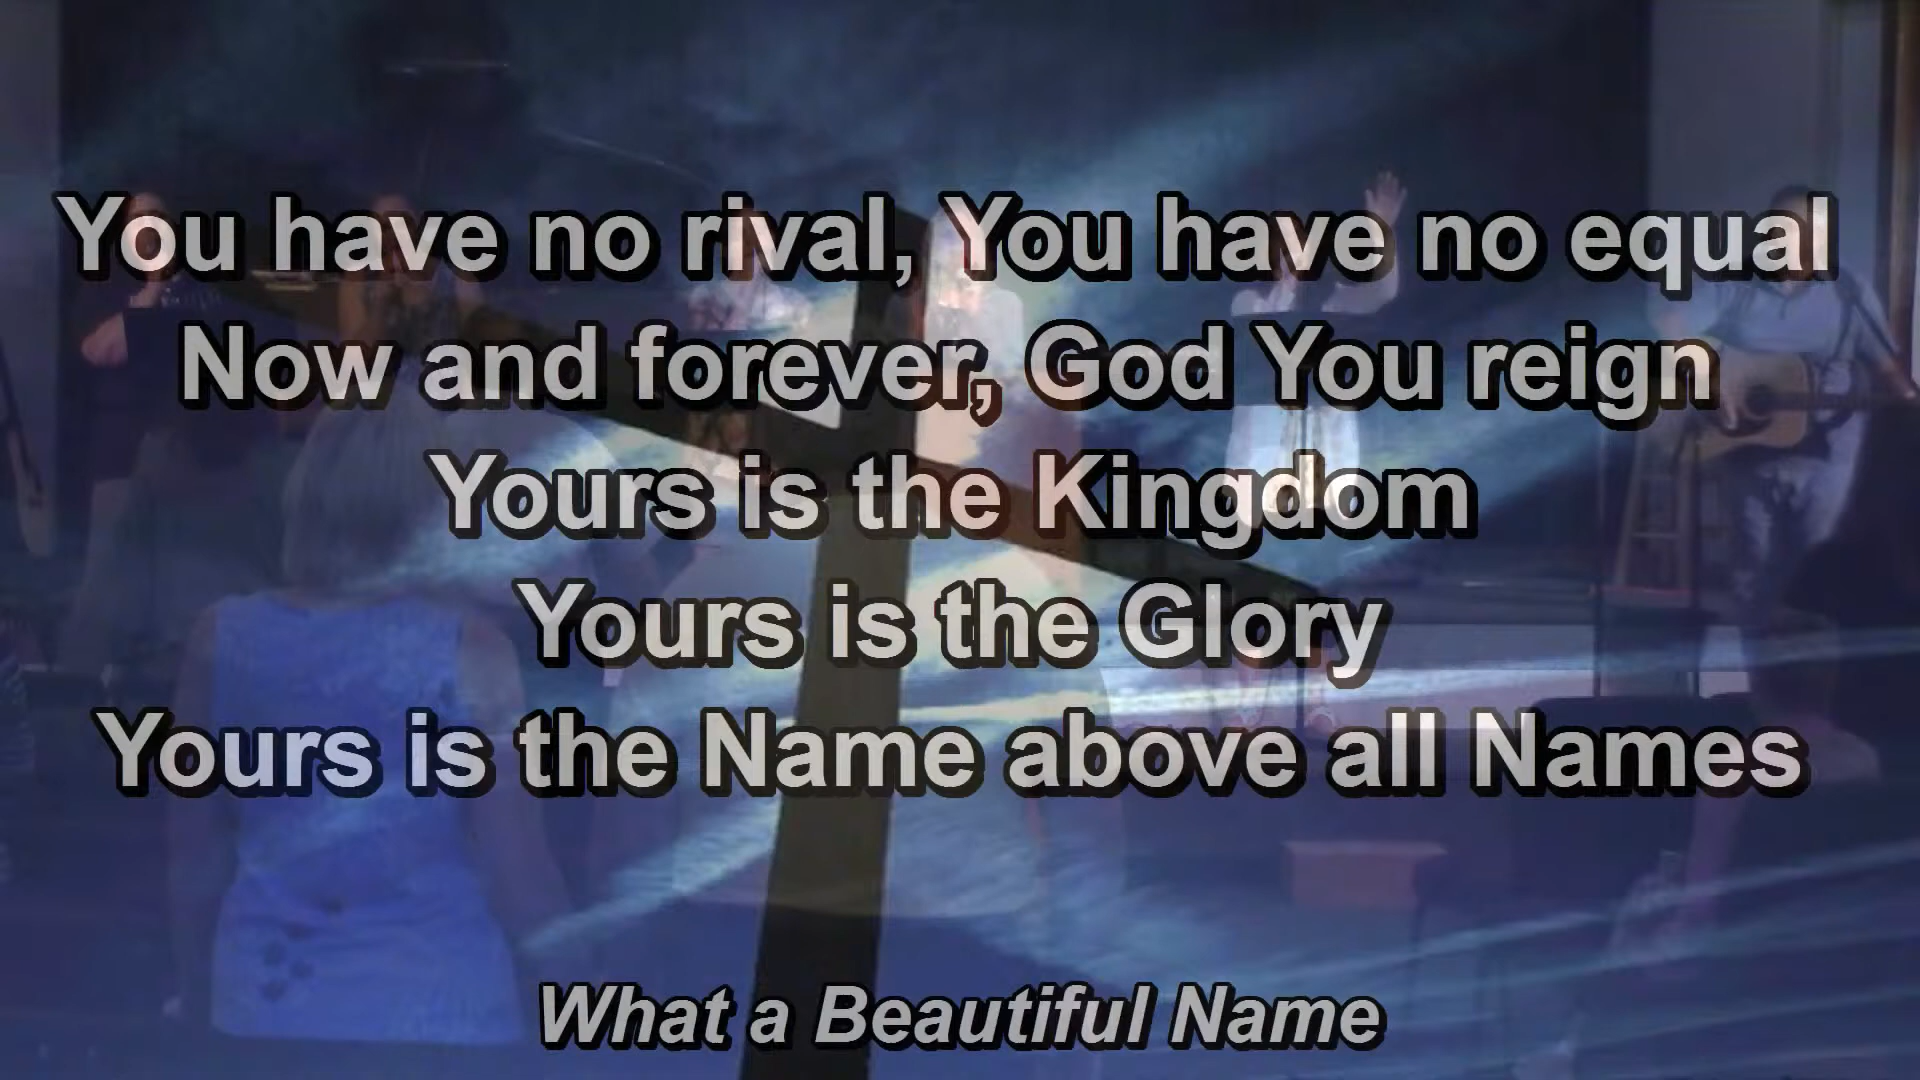 You have no rival, You have no equal
Now and forever, God You reign
Yours is the Kingdom
Yours is the Glory
Yours is the Name above all Names
What a Beautiful Name